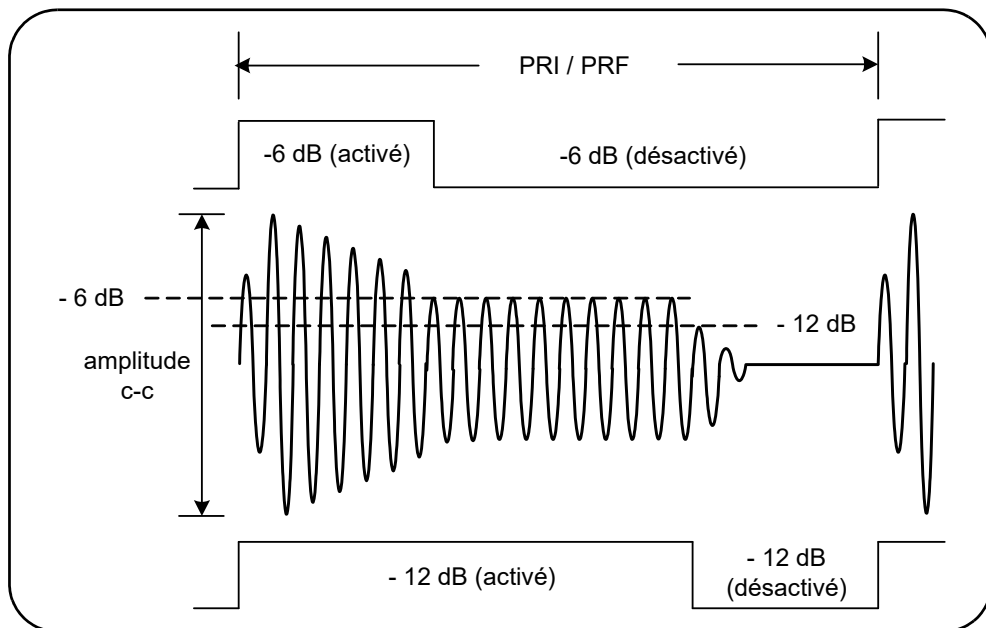 PRI / PRF
-6 dB (activé)
-6 dB (désactivé)
- 6 dB
- 12 dB
amplitude
c-c
- 12 dB (activé)
- 12 dB
(désactivé)